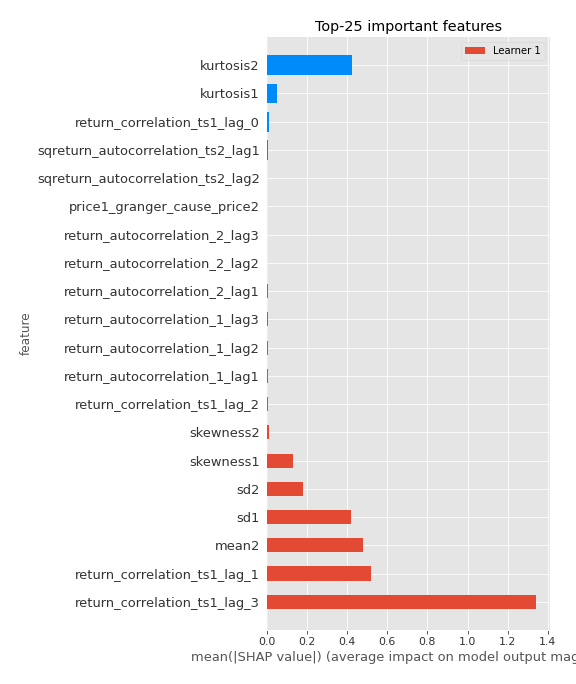 Top-25 important features
Learner 1
kurtosis2
kurtosis1
return_correlation_ts1_lag_0
sqreturn_autocorrelation_ts2_lag1
sqreturn_autocorrelation_ts2_lag2
price1_granger_cause_price2
return_autocorrelation_2_lag3
return_autocorrelation_2_lag2
return_autocorrelation_2_lag1
return_autocorrelation_1_lag3
return_autocorrelation_1_lag2
return_autocorrelation_1_lag1
return_correlation_ts1_lag_2
skewness2
skewness1
sd2
sd1
mean2
return_correlation_ts1_lag_1
return_correlation_ts1_lag_3
feature
0.0 0.2 0.4 0.6 0.8 1.0 1.2 1.4
mean(|SHAP value|) (average impact on model output mag